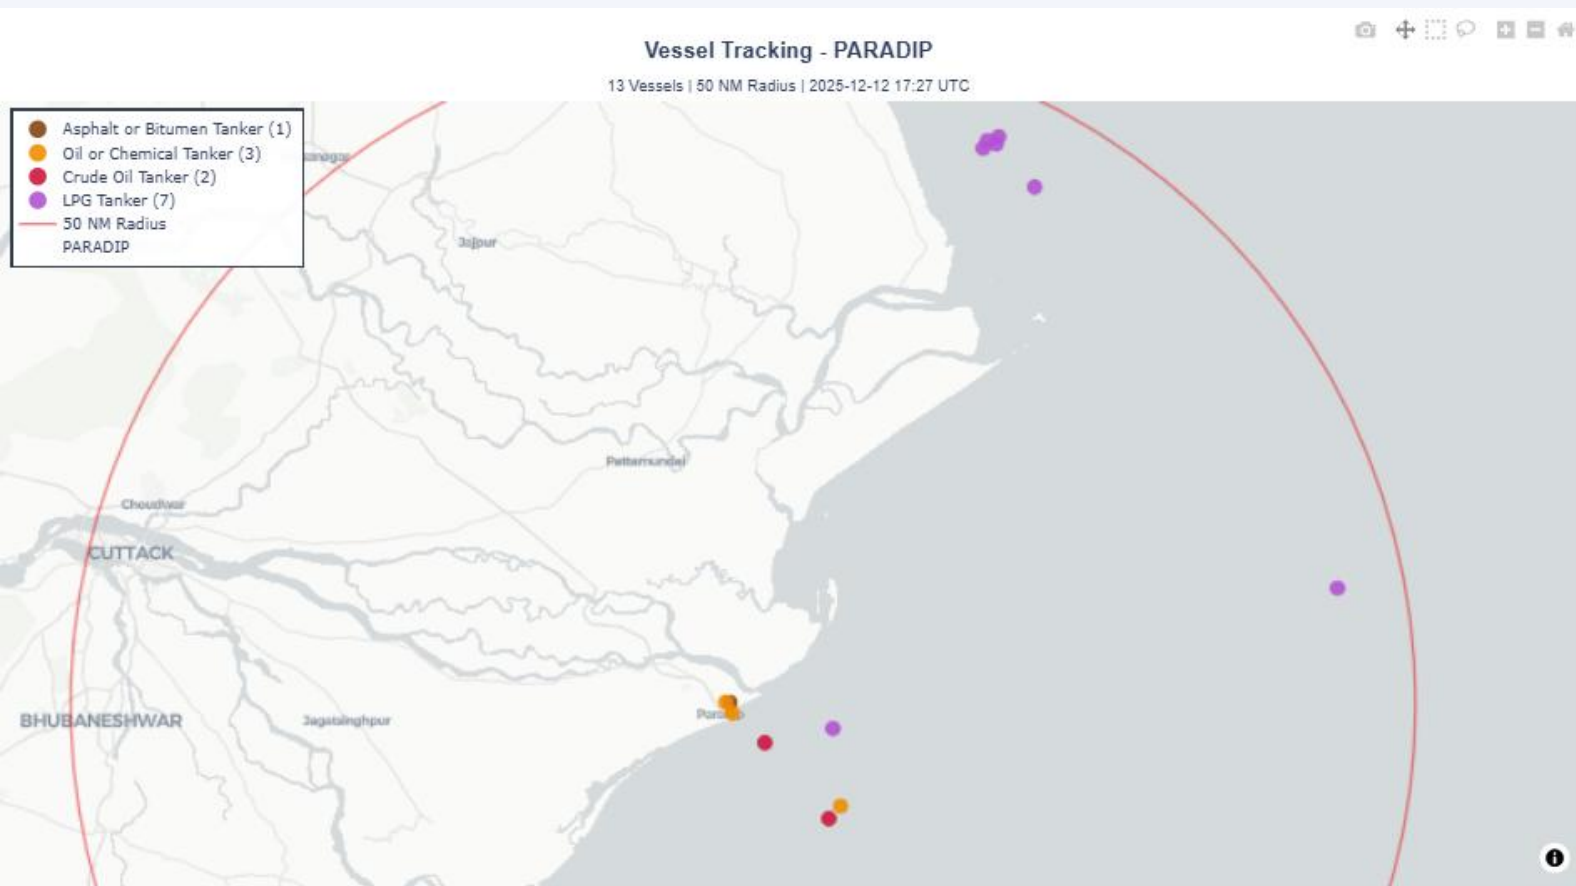 Vessel Tracking - PARADIP
13 Vessels | 50 NM Radius | 2025-12-12 17:27 UTC
Asphalt or Bitumen Tanker (1)
Oil or Chemical Tanker (3)
Crude Oil Tanker (2)
LPG Tanker (7)
50 NM Radius
PARADIP
Jajpur
Pattamundai
Choudwar
CUTTACK
BHUBANESHWAR
Jagatsinghpur